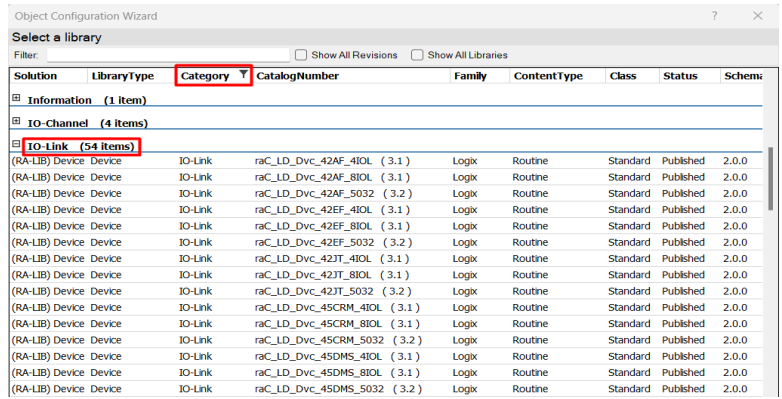 Object Configuration Wizard ? ×
Select a library
Filter: Show All Revisions Show All Libraries
Solution LibraryType Category CatalogNumber Family ContentType Class Status Schema
Information (1 item)
IO-Channel (4 items)
IO-Link (54 items)
(RA-LIB) Device Device IO-Link raC_LD_Dvc_42AF_4IOL (3.1) Logix Routine Standard Published 2.0.0
(RA-LIB) Device Device IO-Link raC_LD_Dvc_42AF_8IOL (3.1) Logix Routine Standard Published 2.0.0
(RA-LIB) Device Device IO-Link raC_LD_Dvc_42AF_5032 (3.2) Logix Routine Standard Published 2.0.0
(RA-LIB) Device Device IO-Link raC_LD_Dvc_42EF_4IOL (3.1) Logix Routine Standard Published 2.0.0
(RA-LIB) Device Device IO-Link raC_LD_Dvc_42EF_8IOL (3.1) Logix Routine Standard Published 2.0.0
(RA-LIB) Device Device IO-Link raC_LD_Dvc_42EF_5032 (3.2) Logix Routine Standard Published 2.0.0
(RA-LIB) Device Device IO-Link raC_LD_Dvc_42JT_4IOL (3.1) Logix Routine Standard Published 2.0.0
(RA-LIB) Device Device IO-Link raC_LD_Dvc_42JT_8IOL (3.1) Logix Routine Standard Published 2.0.0
(RA-LIB) Device Device IO-Link raC_LD_Dvc_42JT_5032 (3.2) Logix Routine Standard Published 2.0.0
(RA-LIB) Device Device IO-Link raC_LD_Dvc_45CRM_4IOL (3.1) Logix Routine Standard Published 2.0.0
(RA-LIB) Device Device IO-Link raC_LD_Dvc_45CRM_8IOL (3.1) Logix Routine Standard Published 2.0.0
(RA-LIB) Device Device IO-Link raC_LD_Dvc_45CRM_5032 (3.2) Logix Routine Standard Published 2.0.0
(RA-LIB) Device Device IO-Link raC_LD_Dvc_45DMS_4IOL (3.1) Logix Routine Standard Published 2.0.0
(RA-LIB) Device Device IO-Link raC_LD_Dvc_45DMS_8IOL (3.1) Logix Routine Standard Published 2.0.0
(RA-LIB) Device Device IO-Link raC_LD_Dvc_45DMS_5032 (3.2) Logix Routine Standard Published 2.0.0